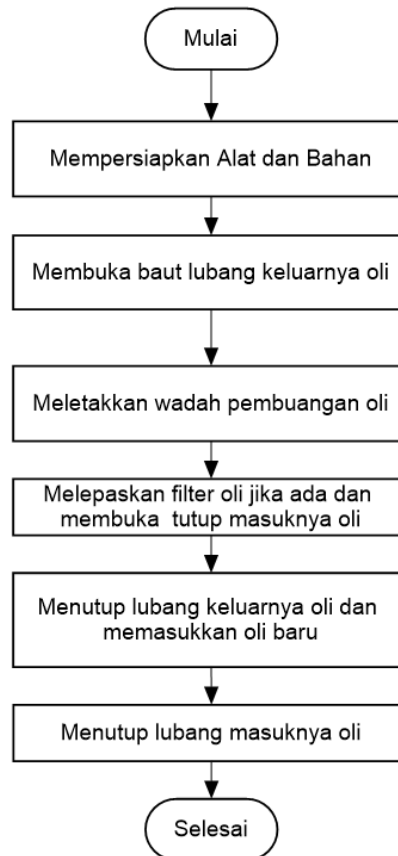 Mulai
Mempersiapkan Alat dan Bahan
Membuka baut lubang keluarnya oli
Meletakkan wadah pembuangan oli
Melepaskan filter oli jika ada dan
membuka tutup masuknya oli
Menutup lubang keluarnya oli dan
memasukkan oli baru
Menutup lubang masuknya oli
Selesai